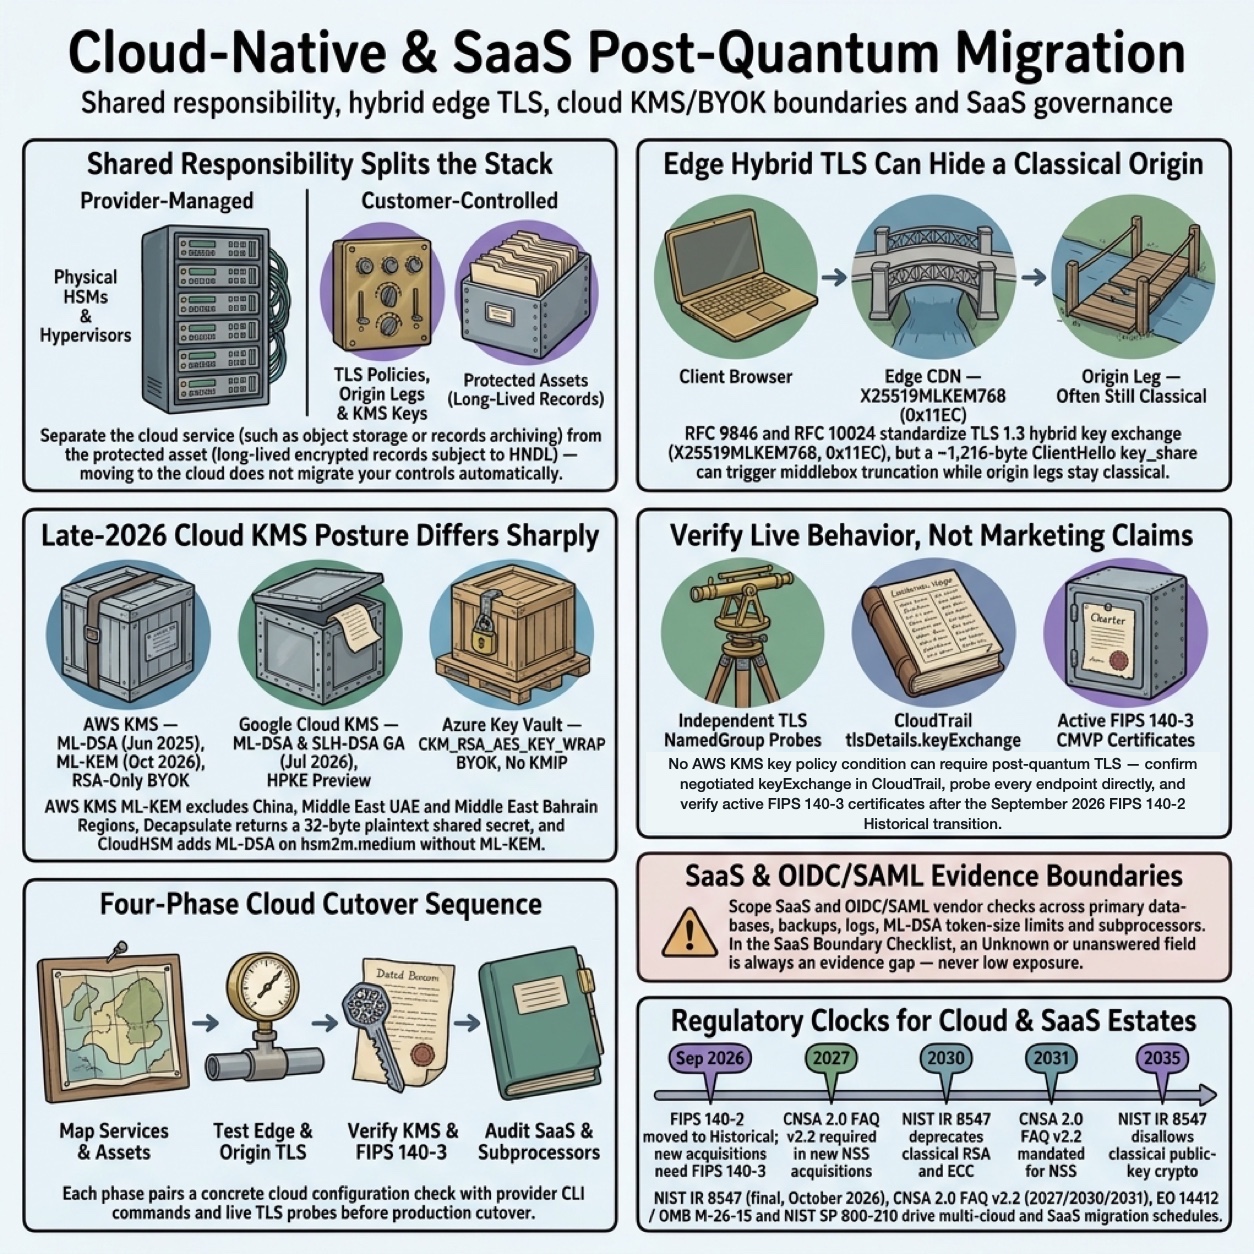 Cloud-Native & SaaS Post-Quantum Migration
Shared responsibility, hybrid edge TLS, cloud KMS/BYOK boundaries and SaaS governance
Shared Responsibility Splits the Stack
Provider-Managed
Customer-Controlled
Physical
HSMs
&
Hypervisors
TLS Policies,
Origin Legs
& KMS Keys
Protected Assets
(Long-Lived Records)
Separate the cloud service (such as object storage or records archiving) from
the protected asset (long-lived encrypted records subject to HNDL) —
moving to the cloud does not migrate your controls automatically.
Edge Hybrid TLS Can Hide a Classical Origin
Client Browser
Edge CDN —
X25519MLKEM768
(0x11EC)
Origin Leg —
Often Still Classical
RFC 9846 and RFC 10024 standardize TLS 1.3 hybrid key exchange
(X25519MLKEM768, 0x11EC), but a ~1,216-byte ClientHello key_share
can trigger middlebox truncation while origin legs stay classical.
Late-2026 Cloud KMS Posture Differs Sharply
AWS KMS —
ML-DSA (Jun 2025),
ML-KEM (Oct 2026),
RSA-Only BYOK
Google Cloud KMS —
ML-DSA & SLH-DSA GA
(Jul 2026),
HPKE Preview
Azure Key Vault —
CKM_RSA_AES_KEY_WRAP
BYOK, No KMIP
AWS KMS ML-KEM excludes China, Middle East UAE and Middle East Bahrain
Regions, Decapsulate returns a 32-byte plaintext shared secret, and
CloudHSM adds ML-DSA on hsm2m.medium without ML-KEM.
Verify Live Behavior, Not Marketing Claims
Charter
Independent TLS
NamedGroup Probes
CloudTrail
tlsDetails.keyExchange
Active FIPS 140-3
CMVP Certificates
No AWS KMS key policy condition can require post-quantum TLS — confirm
negotiated keyExchange in CloudTrail, probe every endpoint directly, and
verify active FIPS 140-3 certificates after the September 2026 FIPS 140-2
Historical transition.
Four-Phase Cloud Cutover Sequence
Dated
Map Services
& Assets
Test Edge &
Origin TLS
Verify KMS &
FIPS 140-3
Audit SaaS &
Subprocessors
Each phase pairs a concrete cloud configuration check with provider CLI
commands and live TLS probes before production cutover.
SaaS & OIDC/SAML Evidence Boundaries
Scope SaaS and OIDC/SAML vendor checks across primary data-
bases, backups, logs, ML-DSA token-size limits and subprocessors.
In the SaaS Boundary Checklist, an Unknown or unanswered field
is always an evidence gap — never low exposure.
Regulatory Clocks for Cloud & SaaS Estates
Sep 2026
2027
2030
2031
2035
FIPS 140-2
moved to Historical;
new acquisitions
need FIPS 140-3
CNSA 2.0 FAQ
v2.2 required
in new NSS
acquisitions
NIST IR 8547
deprecates
classical RSA
and ECC
CNSA 2.0
FAQ v2.2
mandated
for NSS
NIST IR 8547
disallows
classical public-
key crypto
NIST IR 8547 (final, October 2026), CNSA 2.0 FAQ v2.2 (2027/2030/2031), EO 14412
/ OMB M-26-15 and NIST SP 800-210 drive multi-cloud and SaaS migration schedules.